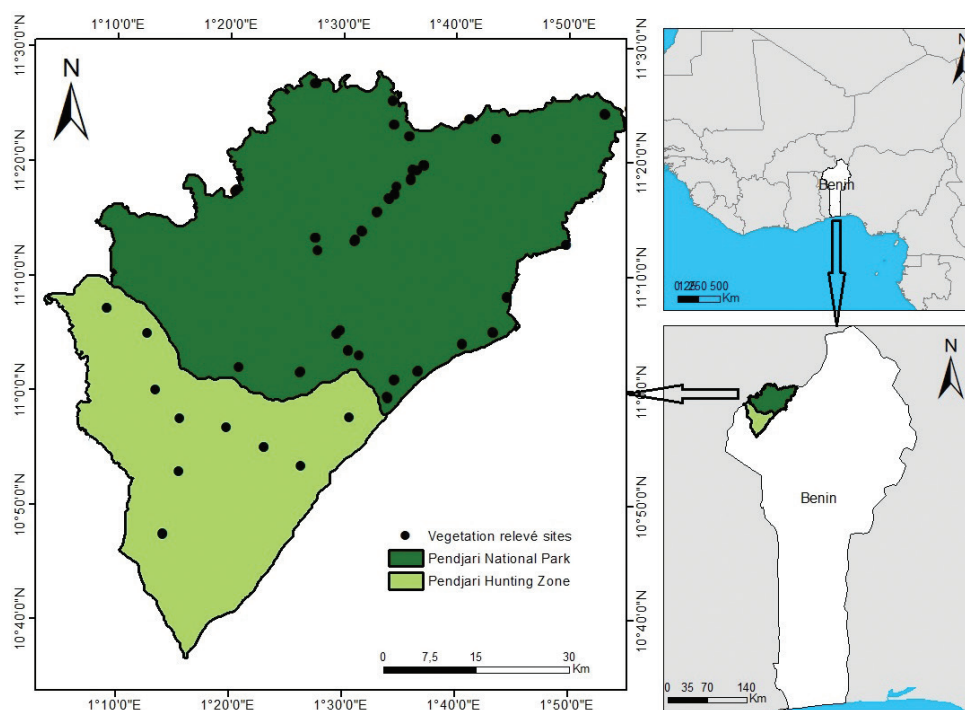 1°10'0"E 1°20'0"E 1°30'0"E 1°40'0"E 1°50'0"E
11°30'0"N
11°20'0"N
11°10'0"N
11°0'0"N
10°50'0"N
10°40'0"N
N
Vegetation relevé sites
Pendjari National Park
Pendjari Hunting Zone
0 7,5 15 30
Km
11°30'0"N
11°20'0"N
11°10'0"N
11°0'0"N
10°50'0"N
10°40'0"N
1°10'0"E 1°20'0"E 1°30'0"E 1°40'0"E 1°50'0"E
N
Benin
0 125 250 500
Km
N
Benin
0 35 70 140
Km